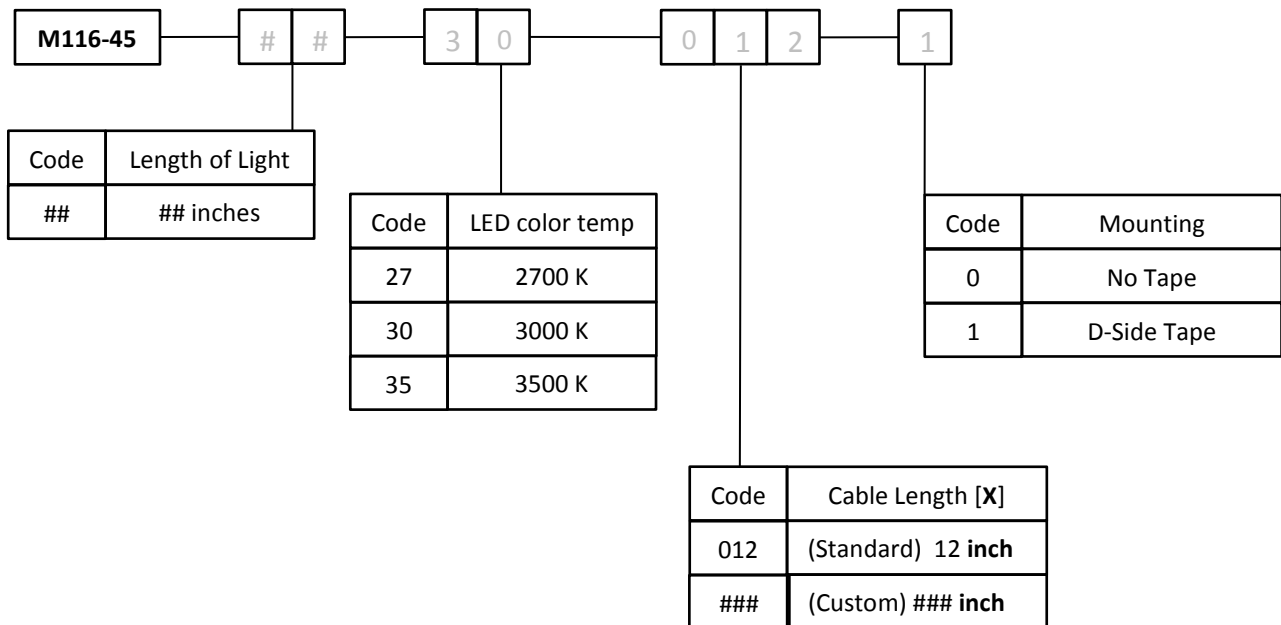 M116-45 # # 3 0 0 1 2 1
Code Length of Light
## ## inches
Code LED color temp
27 2700 K
30 3000 K
35 3500 K
Code Mounting
0 No Tape
1 D-Side Tape
Code Cable Length [X]
012 (Standard) 12 inch
### (Custom) ### inch